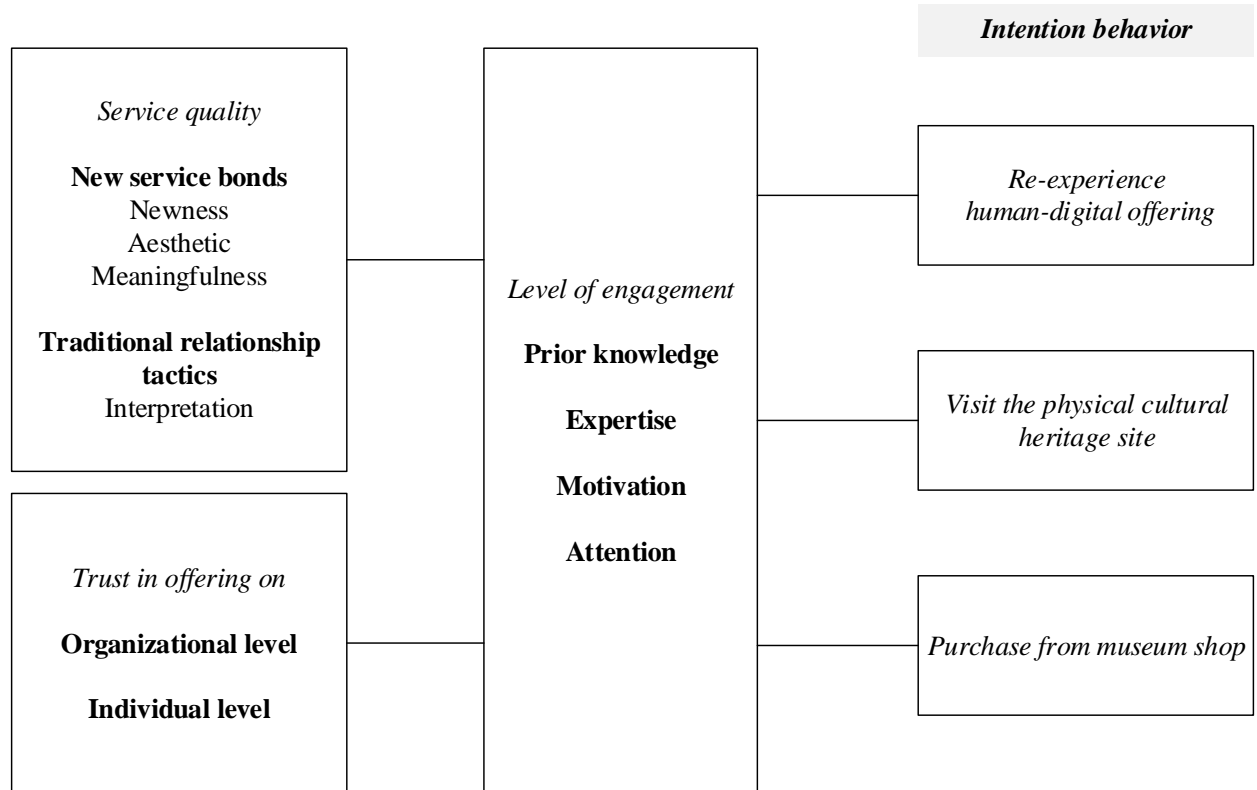 Intention behavior
Service quality
New service bonds
Newness
Aesthetic
Meaningfulness
Traditional relationship
tactics
Interpretation
Trust in offering on
Organizational level
Individual level
Level of engagement
Prior knowledge
Expertise
Motivation
Attention
Re-experience
human-digital offering
Visit the physical cultural
heritage site
Purchase from museum shop